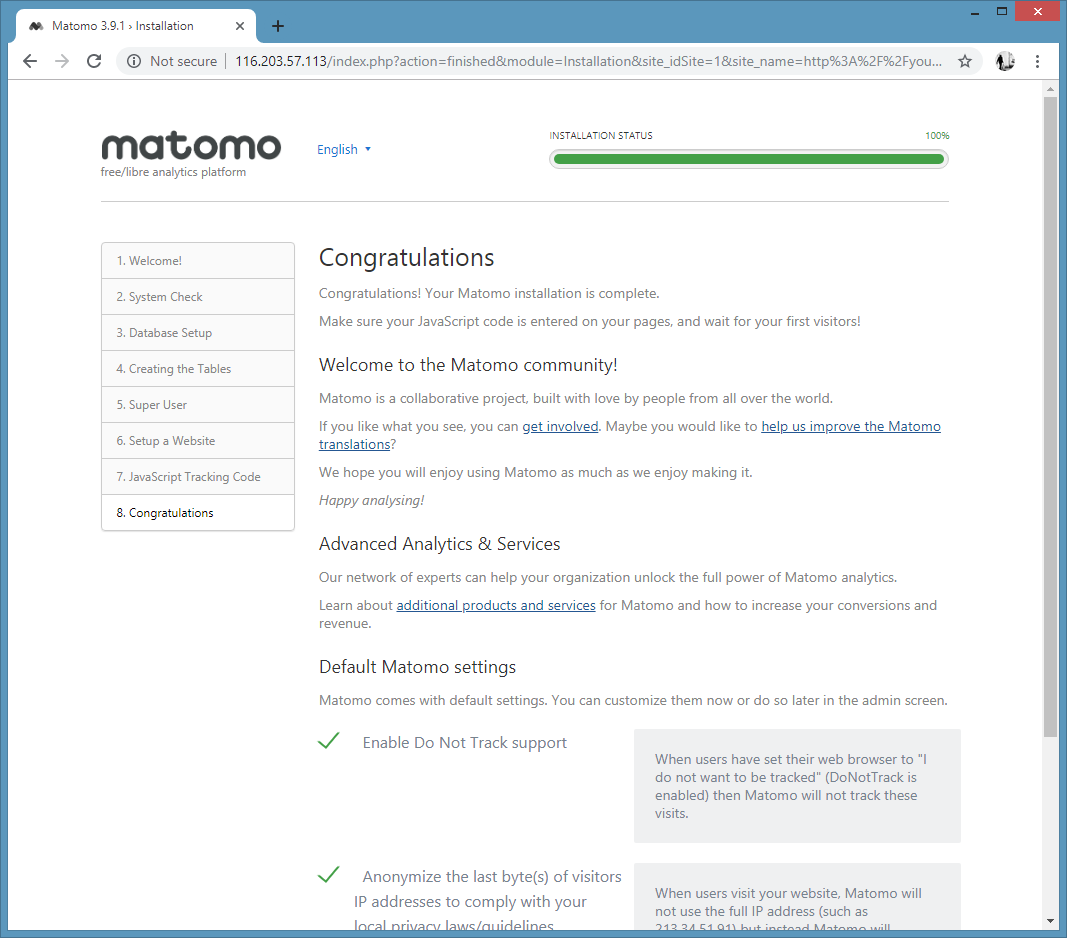 Matomo 3.9.1 › Installation
Not secure
116.203.57.113/index.php?action=finished&module=Installation&site_idSite=1&site_name=http%3A%2F%2Fyou...
matomo
free/libre analytics platform
English
INSTALLATION STATUS
100%
1. Welcome!
2. System Check
3. Database Setup
4. Creating the Tables
5. Super User
6. Setup a Website
7. JavaScript Tracking Code
8. Congratulations
Congratulations
Congratulations! Your Matomo installation is complete.
Make sure your JavaScript code is entered on your pages, and wait for your first visitors!
Welcome to the Matomo community!
Matomo is a collaborative project, built with love by people from all over the world.
If you like what you see, you can get involved. Maybe you would like to help us improve the Matomo
translations?
We hope you will enjoy using Matomo as much as we enjoy making it.
Happy analysing!
Advanced Analytics & Services
Our network of experts can help your organization unlock the full power of Matomo analytics.
Learn about additional products and services for Matomo and how to increase your conversions and
revenue.
Default Matomo settings
Matomo comes with default settings. You can customize them now or do so later in the admin screen.
Enable Do Not Track support
When users have set their web browser to "I
do not want to be tracked" (DoNotTrack is
enabled) then Matomo will not track these
visits.
Anonymize the last byte(s) of visitors
IP addresses to comply with your
local privacy laws/guidelines
When users visit your website, Matomo will
not use the full IP address (such as
213.34.51.91) but instead Matomo will